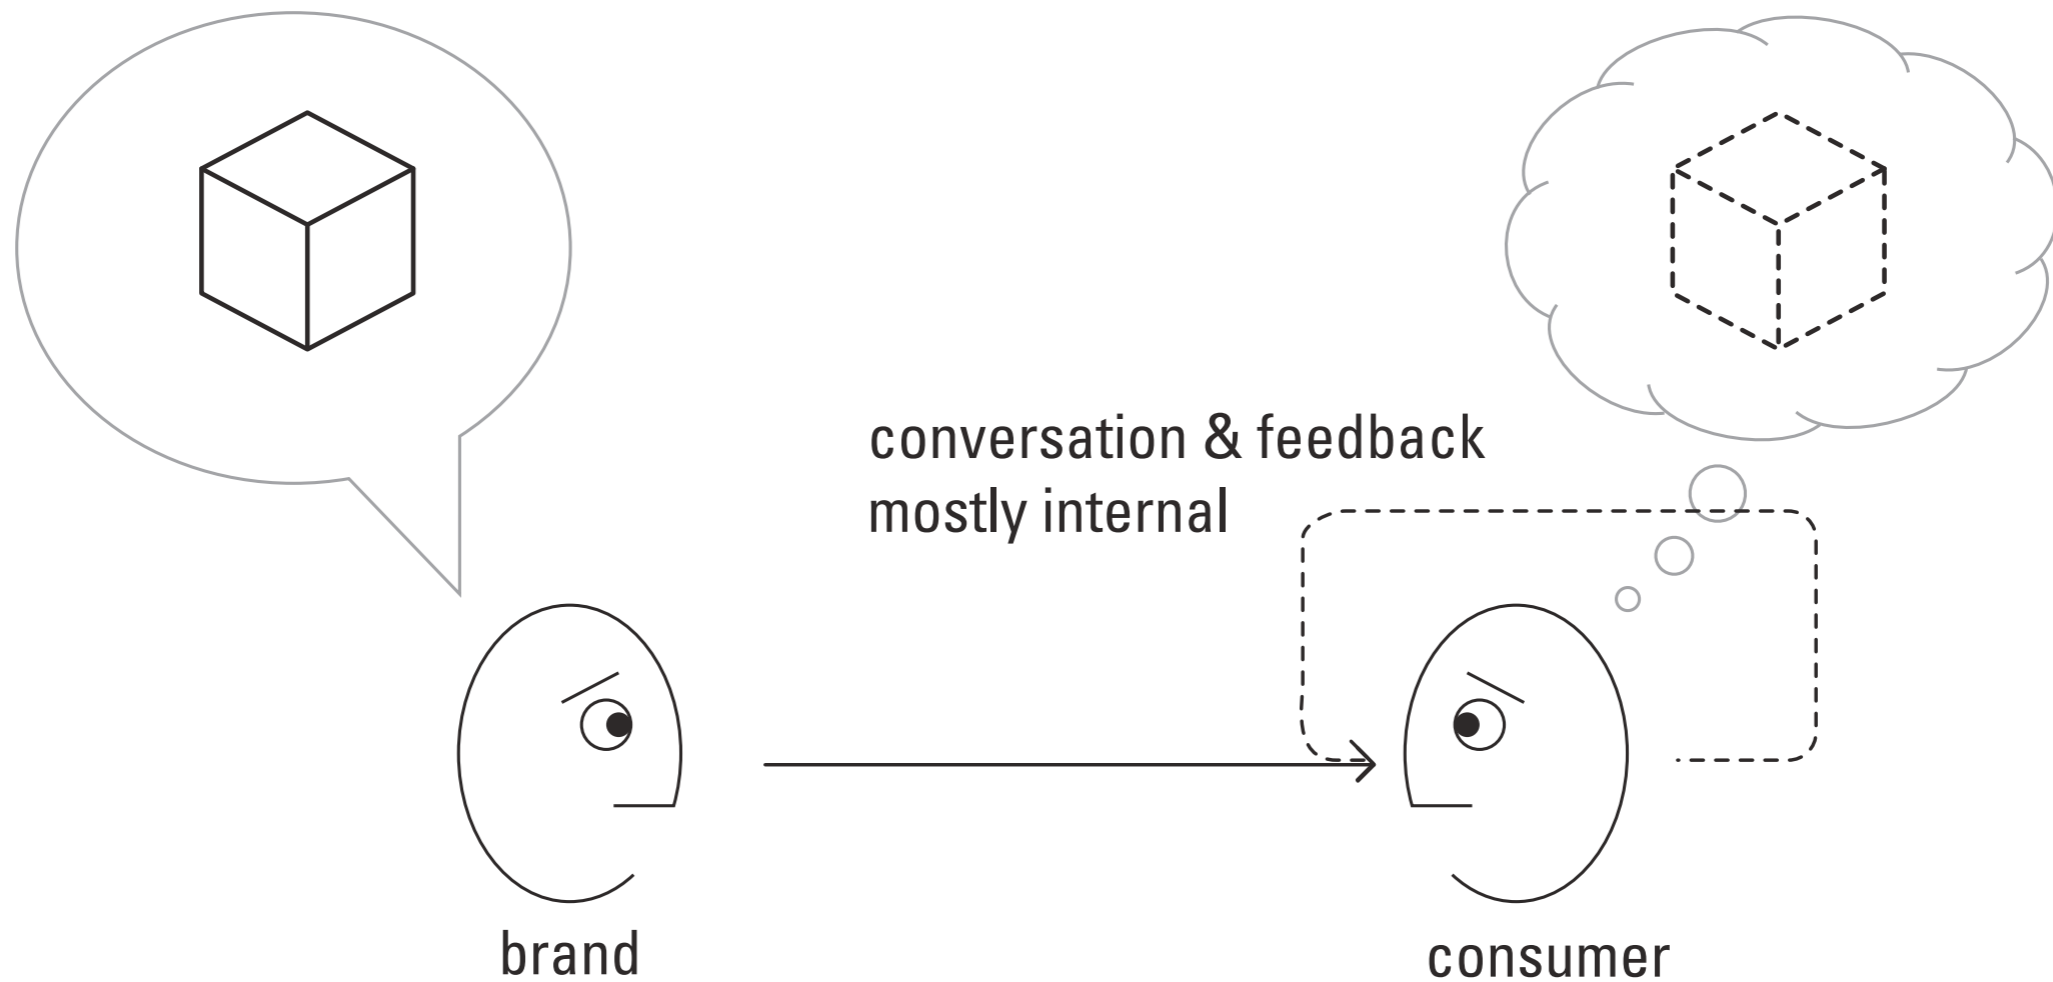 conversation & feedback
mostly internal
brand
consumer